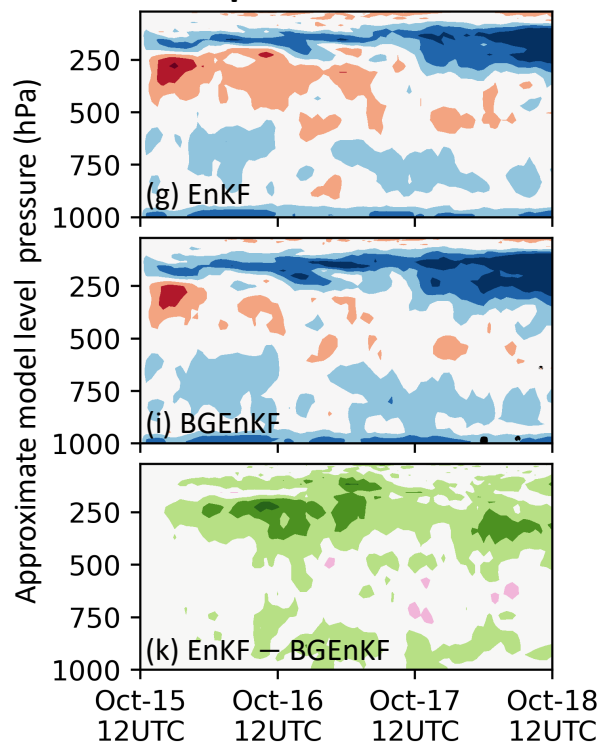 Approximate model level pressure (hPa)
250
500
750
1000
(g) EnKF
250
500
750
1000
(i) BGEnKF
250
500
750
1000
(k) EnKF − BGEnKF
Oct-15 Oct-16 Oct-17 Oct-18
12UTC 12UTC 12UTC 12UTC